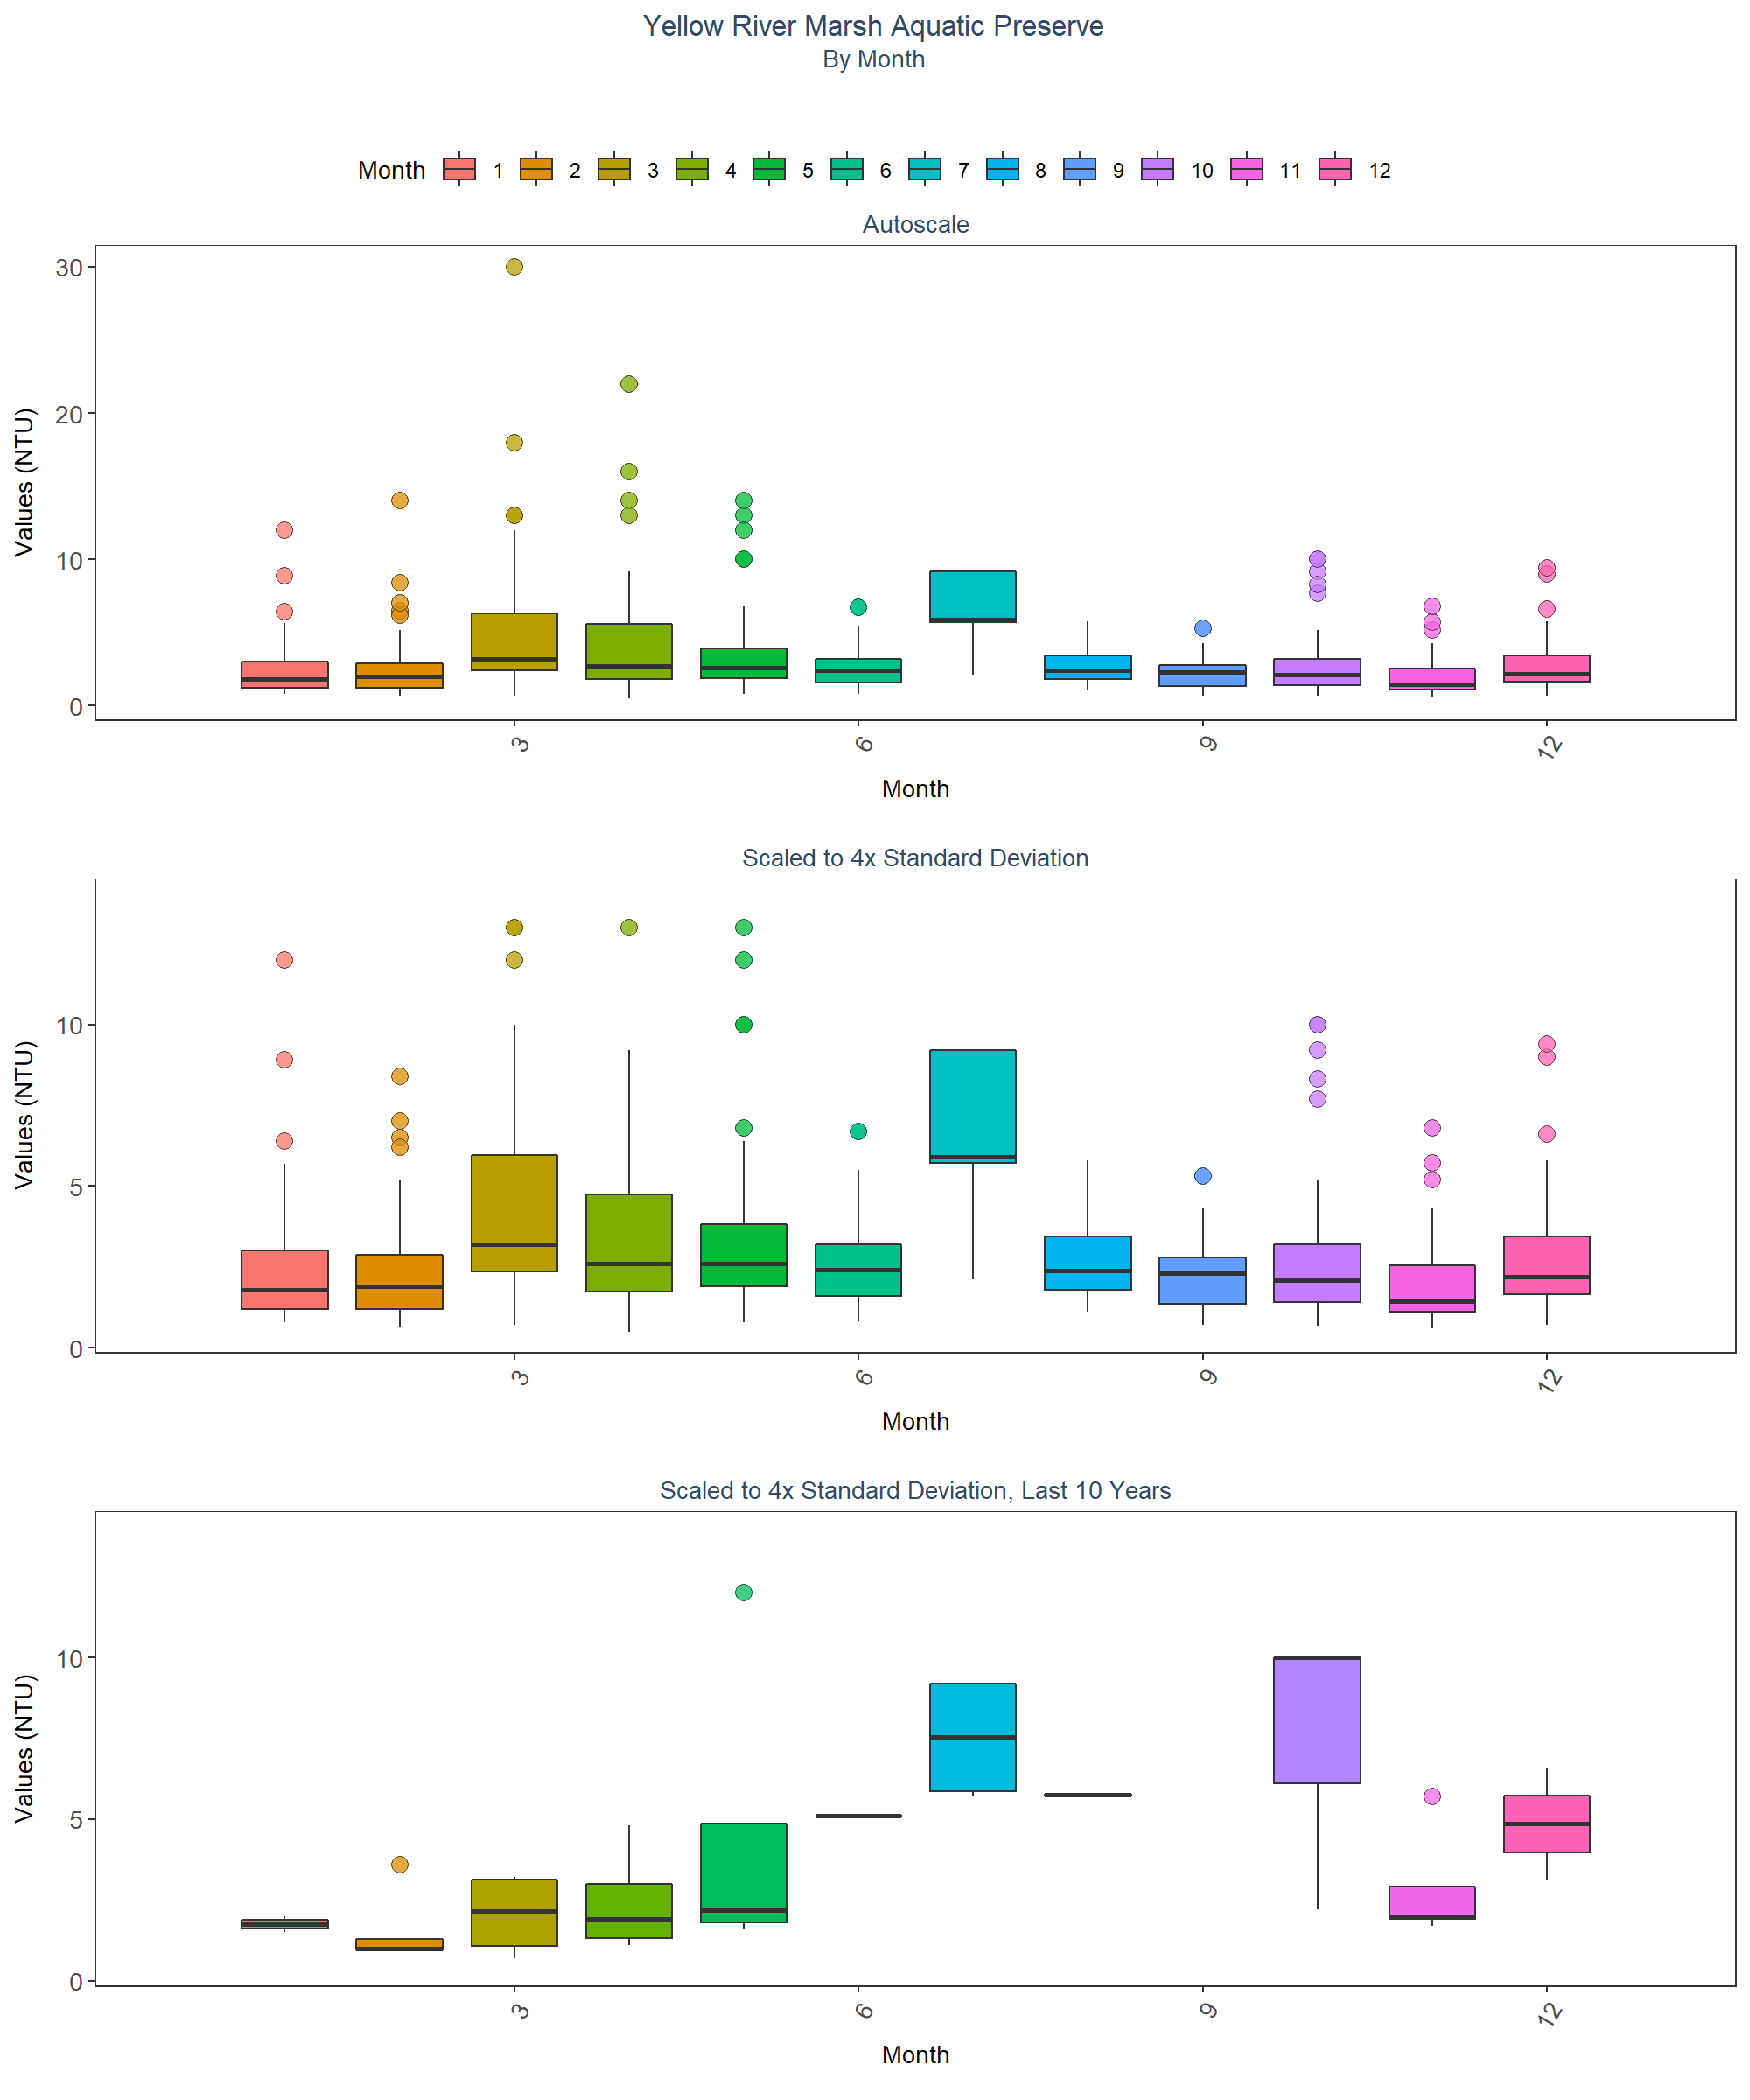 Yellow River Marsh Aquatic Preserve
By Month
Month 1 2 3 4 5 6 7 8 9 10 11 12
Autoscale
Values (NTU)
30
20
10
0
3 6 9 12
Month
Scaled to 4x Standard Deviation
Values (NTU)
10
5
0
3 6 9 12
Month
Scaled to 4x Standard Deviation, Last 10 Years
Values (NTU)
10
5
0
3 6 9 12
Month